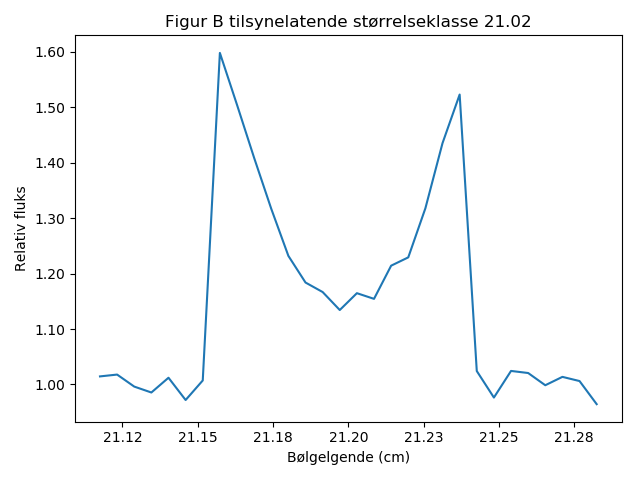 Figur B tilsynelatende størrelseklasse 21.02
1.60
1.50
1.40
1.30
1.20
1.10
1.00
Relativ fluks
21.12 21.15 21.18 21.20 21.23 21.25 21.28
Bølgelgende (cm)